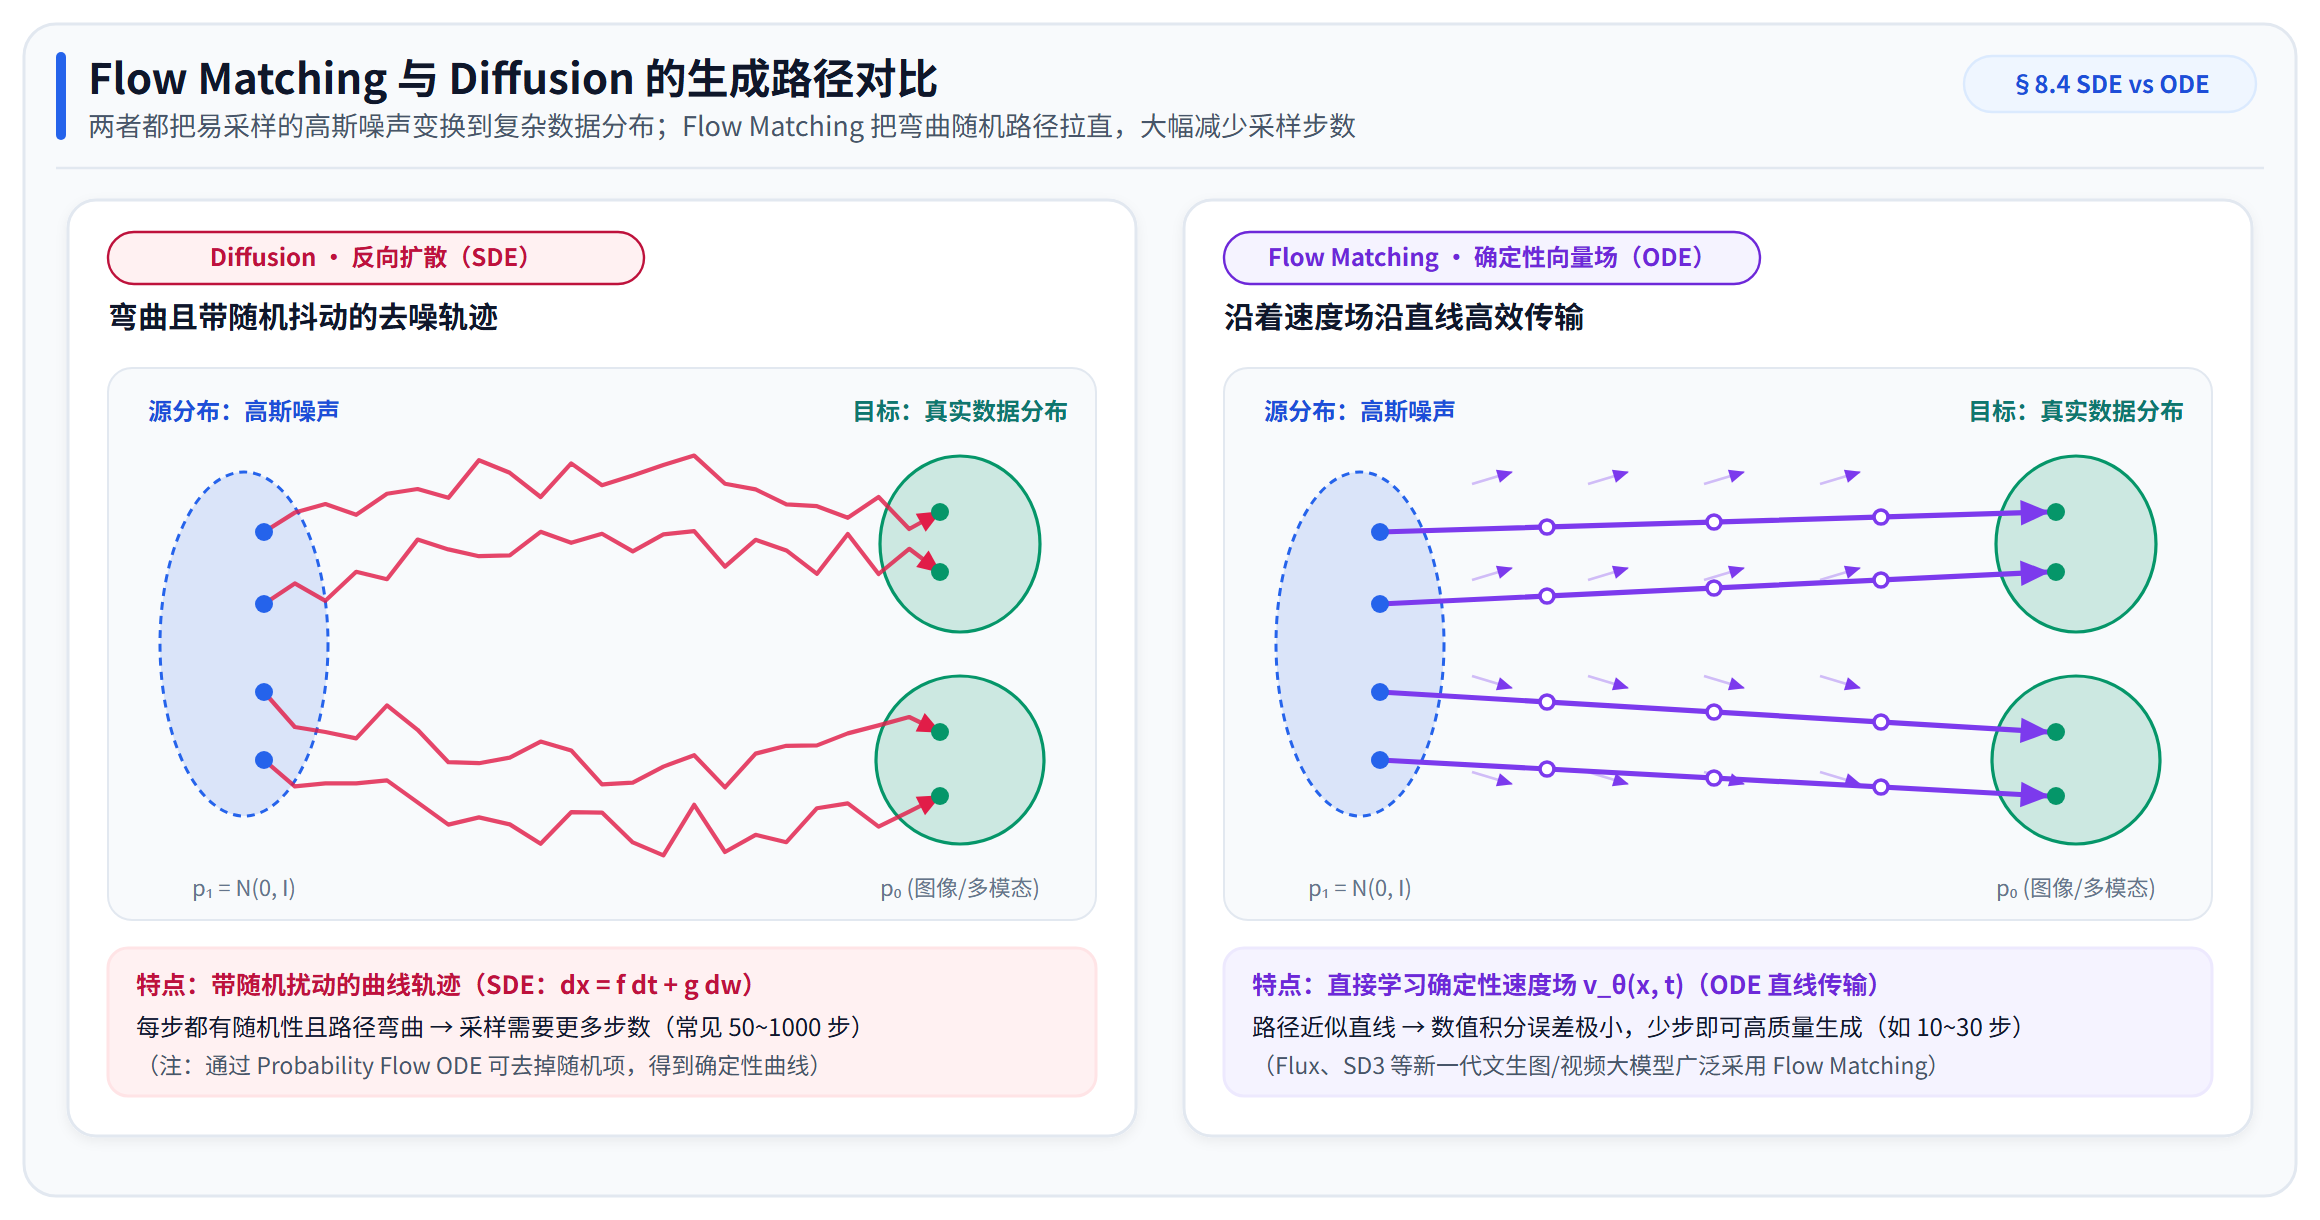 Flow Matching 与 Diffusion 的生成路径对比
两者都把易采样的高斯噪声变换到复杂数据分布；Flow Matching 把弯曲随机路径拉直，大幅减少采样步数
§ 8.4 SDE vs ODE
Diffusion · 反向扩散（SDE）
弯曲且带随机抖动的去噪轨迹
源分布：高斯噪声
目标：真实数据分布
p₁ = N(0, I)
p₀ (图像/多模态)
特点：带随机扰动的曲线轨迹（SDE：dx = f dt + g dw）
每步都有随机性且路径弯曲 → 采样需要更多步数（常见 50~1000 步）
（注：通过 Probability Flow ODE 可去掉随机项，得到确定性曲线）
Flow Matching · 确定性向量场（ODE）
沿着速度场沿直线高效传输
源分布：高斯噪声
目标：真实数据分布
p₁ = N(0, I)
p₀ (图像/多模态)
特点：直接学习确定性速度场 v_θ(x, t)（ODE 直线传输）
路径近似直线 → 数值积分误差极小，少步即可高质量生成（如 10~30 步）
（Flux、SD3 等新一代文生图/视频大模型广泛采用 Flow Matching）